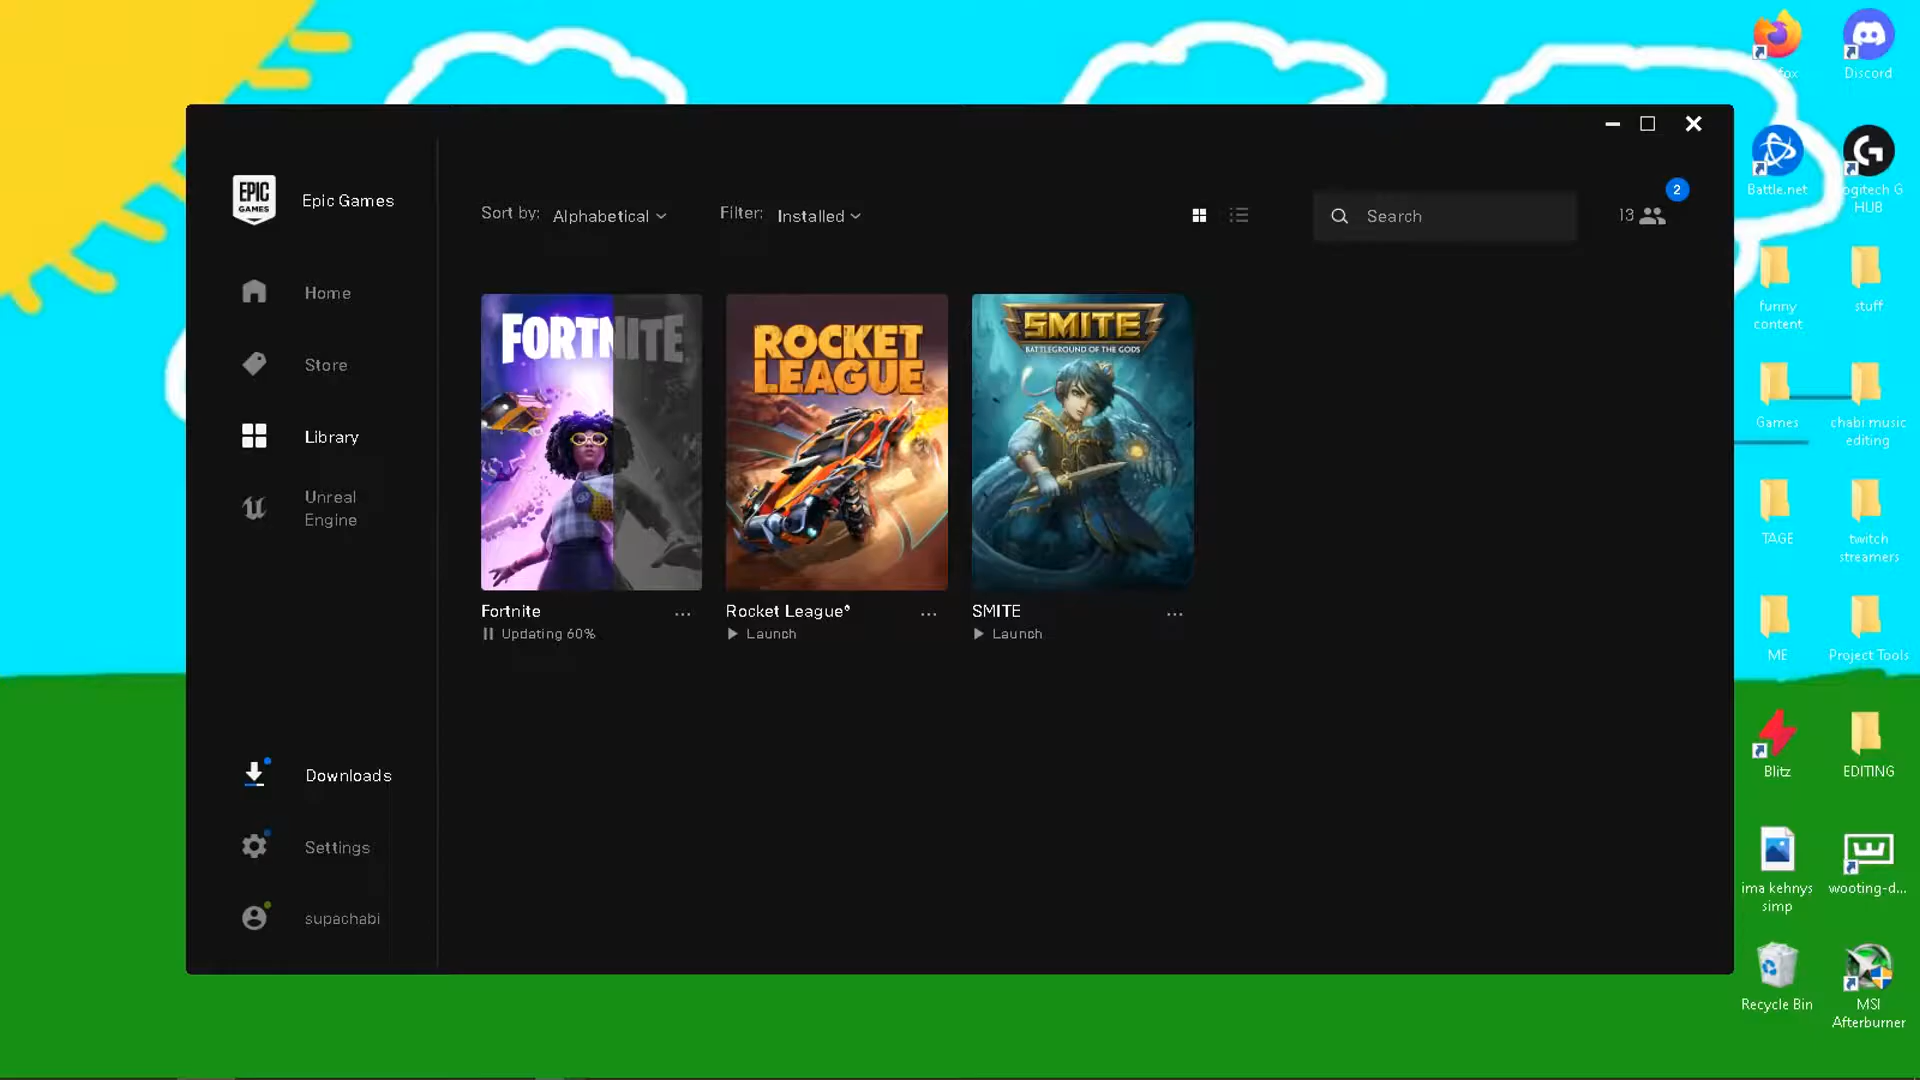 EPIC
GAMES
Epic Games
Home
Store
Library
Unreal
Engine
Downloads
Settings
supachabi
Sort by: Alphabetical
Filter: Installed
Search
13
2
FORTNITE
Fortnite
...
Updating 60%
ROCKET
LEAGUE
Rocket League®
...
Launch
SMITE
BATTLEGROUND OF THE GODS
SMITE
...
Launch
Discord
Battle.net
HUB
funny
content
stuff
Games
chabi music
editing
TAGE
twitch
streamers
ME
Project Tools
Blitz
EDITING
ima kehnys
simp
wooting-d...
Recycle Bin
MSI
Afterburner